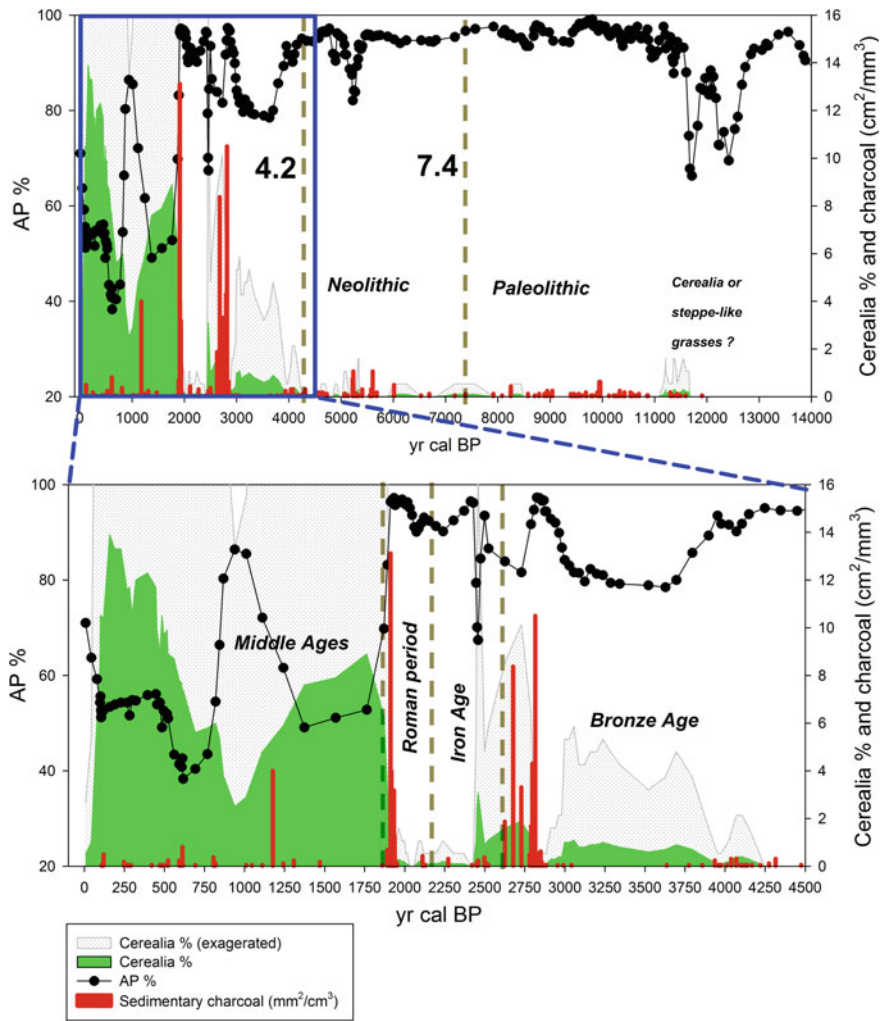 100
90
80
70
60
50
40
30
20
AP %
16
14
12
10
8
6
4
2
0
Cerealia % and charcoal (cm²/mm³)
4.2
7.4
Neolithic
Paleolithic
Cerealia or
steppe-like
grasses ?
0 1000 2000 3000 4000 5000 6000 7000 8000 9000 10000 11000 12000 13000 14000
yr cal BP
100
80
60
40
20
AP %
16
14
12
10
8
6
4
2
0
Cerealia % and charcoal (cm²/mm³)
Middle Ages
Roman period
Iron Age
Bronze Age
0 250 500 750 1000 1250 1500 1750 2000 2250 2500 2750 3000 3250 3500 3750 4000 4250 4500
yr cal BP
Cerealia % (exagerated)
Cerealia %
AP %
Sedimentary charcoal (mm²/cm³)